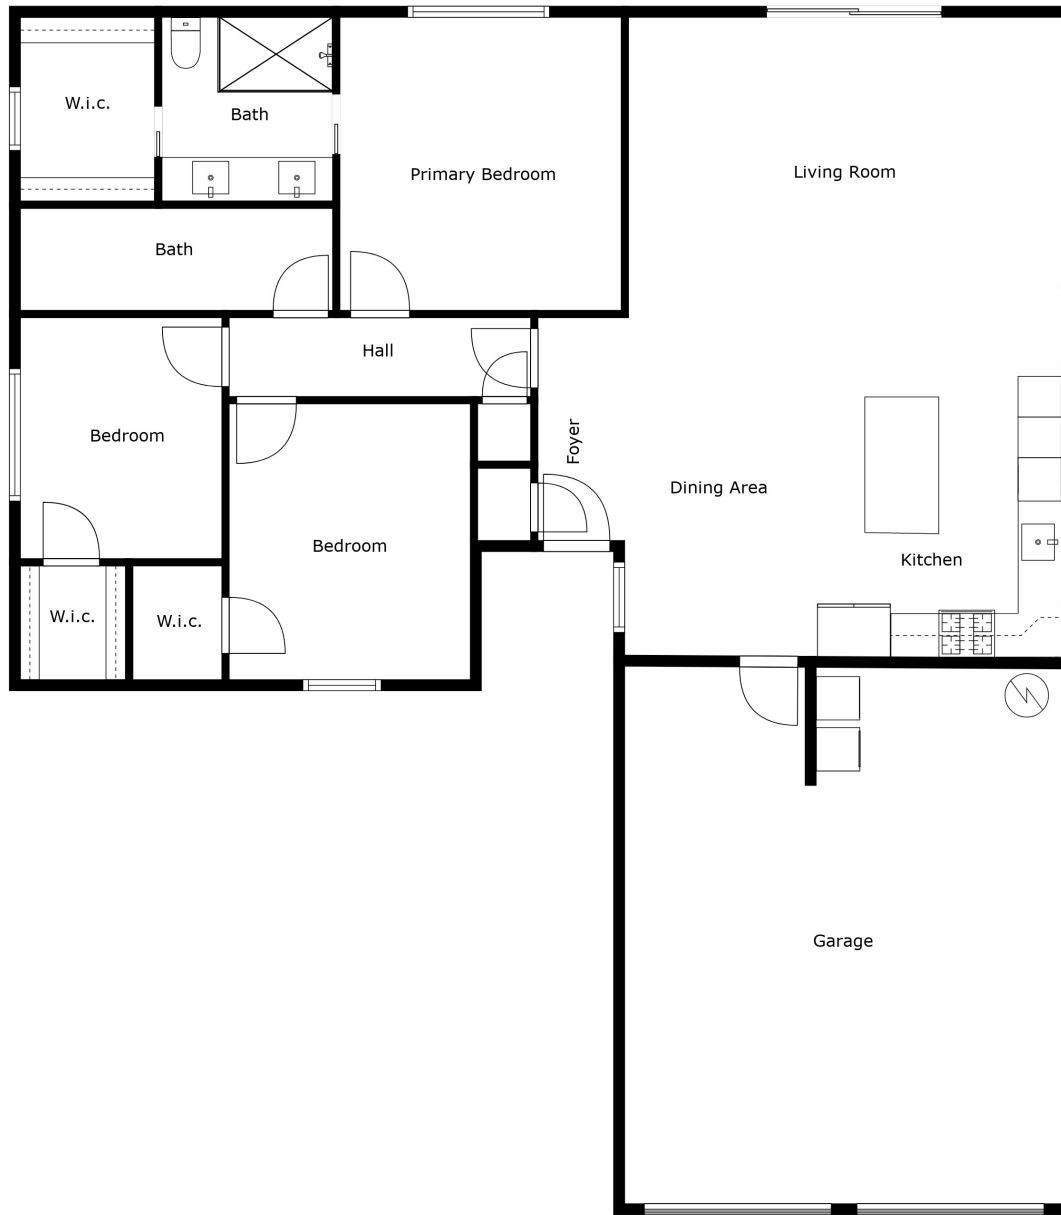 W.i.c.
Bath
Primary Bedroom
Living Room
Bath
Hall
Bedroom
Foyer
Dining Area
Bedroom
Kitchen
W.i.c.
W.i.c.
Garage